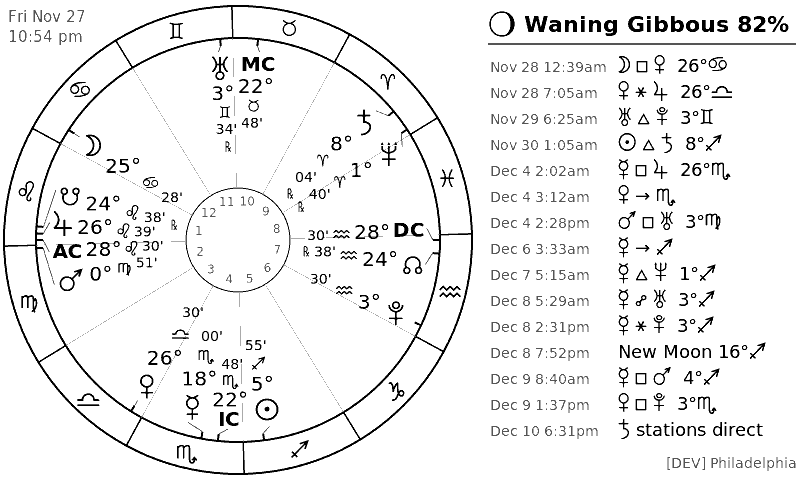 Fri Nov 27
10:54 pm
♊ ♉
♅ MC
♋ ♈
3° 22°
♊ ♉
34' 48'
℞
♄
8° ♆
♈ 1°
04' ♈
℞ 40'
℞
☽
25°
♋
28'
♌ ♓
☋ 24° ♌ 38' ℞
♃ 26° ♌ 39'
AC 28° ♌ 30'
♂ 0° ♍ 51'
12 11 10 9
1 8
2 7
3 4 5 6
30' ♒ 28° DC
℞ 38' ♒ 24° ☊
30' ♒ 3° ♇
♍ ♒
30'
♎
26°
♀
00'
♏
18°
☿
48'
♏
22°
IC
55'
♐
5°
☉
♎ ♑
♏ ♐
Waning Gibbous 82%
Nov 28 12:39am ☽ □ ♀ 26°♋
Nov 28 7:05am ♀ ⚹ ♃ 26°♎
Nov 29 6:25am ♅ △ ♇ 3°♊
Nov 30 1:05am ☉ △ ♄ 8°♐
Dec 4 2:02am ☿ □ ♃ 26°♏
Dec 4 3:12am ♀ → ♏
Dec 4 2:28pm ♂ □ ♅ 3°♍
Dec 6 3:33am ☿ → ♐
Dec 7 5:15am ☿ △ ♆ 1°♐
Dec 8 5:29am ☿ ☍ ♅ 3°♐
Dec 8 2:31pm ☿ ⚹ ♇ 3°♐
Dec 8 7:52pm New Moon 16°♐
Dec 9 8:40am ☿ □ ♂ 4°♐
Dec 9 1:37pm ♀ □ ♇ 3°♏
Dec 10 6:31pm ♄ stations direct
[DEV] Philadelphia